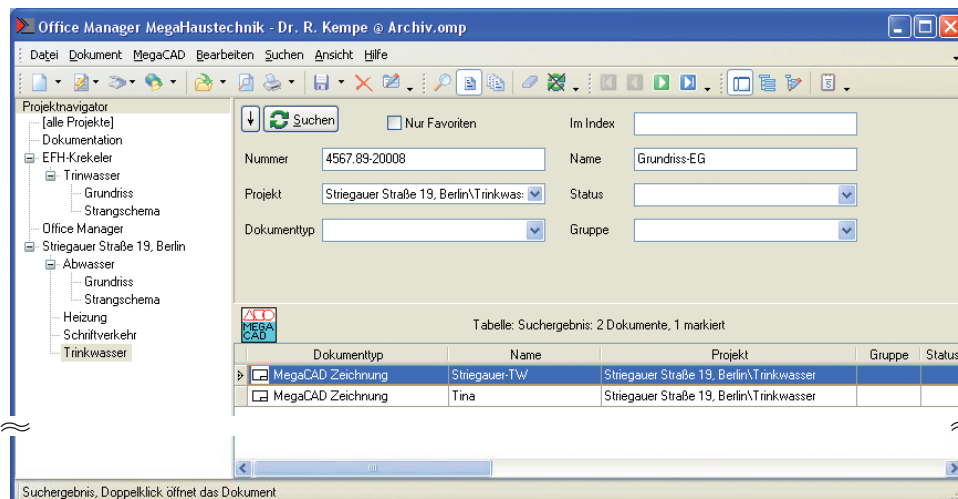 Office Manager MegaHaustechnik - Dr. R. Kempe @ Archiv.omp
Datei Dokument MegaCAD Bearbeiten Suchen Ansicht Hilfe
Projektnavigator
[alle Projekte]
Dokumentation
EFH-Krekeler
Trinwasser
Grundriss
Strangschema
Office Manager
Striegauer Straße 19, Berlin
Abwasser
Grundriss
Strangschema
Heizung
Schriftverkehr
Trinkwasser
Suchen Nur Favoriten Im Index
Nummer 4567.89-20008 Name Grundriss-EG
Projekt Striegauer Straße 19, Berlin\Trinkwas: Status
Dokumenttyp Gruppe
MEGA
CAD
Tabelle: Suchergebnis: 2 Dokumente, 1 markiert
Dokumenttyp Name Projekt Gruppe Status
MegaCAD Zeichnung Striegauer-TW Striegauer Straße 19, Berlin\Trinkwasser
MegaCAD Zeichnung Tina Striegauer Straße 19, Berlin\Trinkwasser
Suchergebnis, Doppelklick öffnet das Dokument